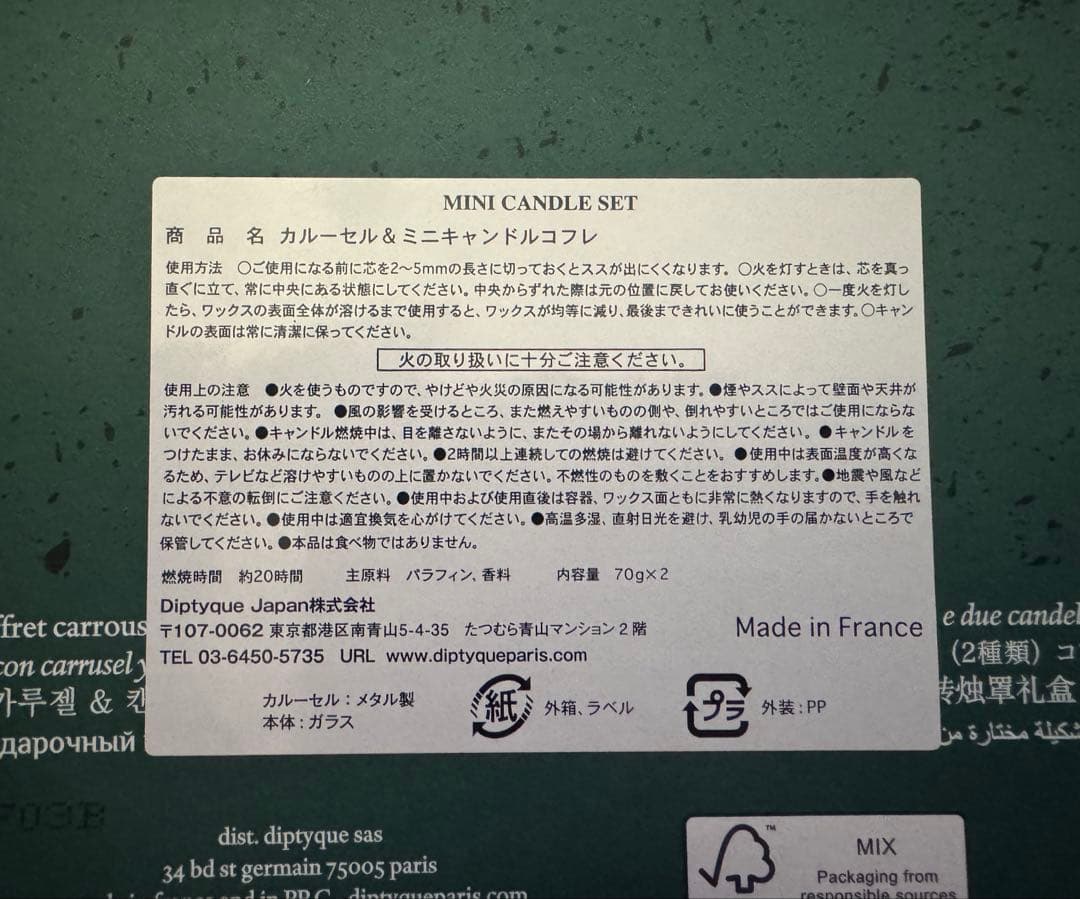 MINI CANDLE SET
商 品 名 カルーセル＆ミニキャンドルコフレ
使用方法 ○ご使用になる前に芯を2〜5mmの長さに切っておくとススが出にくくなります。○火を灯すときは、芯を真っ
直ぐに立て、常に中央にある状態にしてください。中央からずれた際は元の位置に戻してお使いください。○一度火を灯し
たら、ワックスの表面全体が溶けるまで使用すると、ワックスが均等に減り、最後まできれいに使うことができます。○キャン
ドルの表面は常に清潔に保ってください。
火の取り扱いに十分ご注意ください。
使用上の注意 ●火を使うものですので、やけどや火災の原因になる可能性があります。●煙やススによって壁面や天井が
汚れる可能性があります。 ●風の影響を受けるところ、また燃えやすいものの側や、倒れやすいところではご使用にならな
いでください。●キャンドル燃焼中は、目を離さないように、またその場から離れないようにしてください。 ●キャンドルを
つけたまま、お休みにならないでください。●2時間以上連続しての燃焼は避けてください。 ●使用中は表面温度が高くな
るため、テレビなど溶けやすいものの上に置かないでください。不燃性のものを敷くことをおすすめします。●地震や風など
による不意の転倒にご注意ください。●使用中および使用直後は容器、ワックス面ともに非常に熱くなりますので、手を触れ
ないでください。●使用中は適宜換気を心がけてください。●高温多湿、直射日光を避け、乳幼児の手の届かないところで
保管してください。●本品は食べ物ではありません。
燃焼時間 約20時間 主原料 パラフィン、香料 内容量 70g×2
Diptyque Japan株式会社
〒107-0062 東京都港区南青山5-4-35 たつむら青山マンション2階
TEL 03-6450-5735 URL www.diptyqueparis.com
Made in France
カルーセル：メタル製
本体：ガラス
紙 外箱、ラベル
プラ 外装：PP
ffret carrous
con carrusel y
카루젤 & 캔
дарочный
e due candel
(2種類) コ
转烛罩礼盒
dist. diptyque sas
34 bd st germain 75005 paris
diptyqueparis.com
MIX
Packaging from
responsible sources